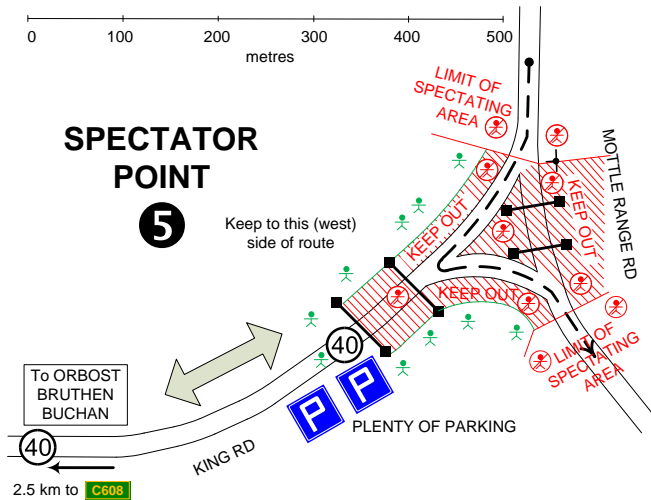 0 100 200 300 400 500
metres
LIMIT OF
SPECTATING
AREA
SPECTATOR
POINT
5
Keep to this (west)
side of route
KEEP OUT
KEEP OUT
MOTTLE RANGE RD
KEEP OUT
40
LIMIT OF
SPECTATING
AREA
To ORBOST
BRUTHEN
BUCHAN
P P
PLENTY OF PARKING
KING RD
40
2.5 km to C608